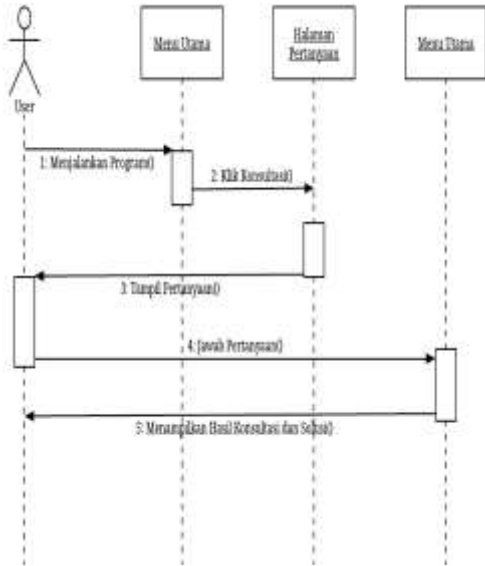 Menu Utama
Halaman
Pertanyaan
Menu Utama
User
1: Menjalankan Program()
2: Klik Konsultasi()
3: Tampil Pertanyaan()
4: Jawab Pertanyaan()
5: Menampilkan Hasil Konsultasi dan Solusi()